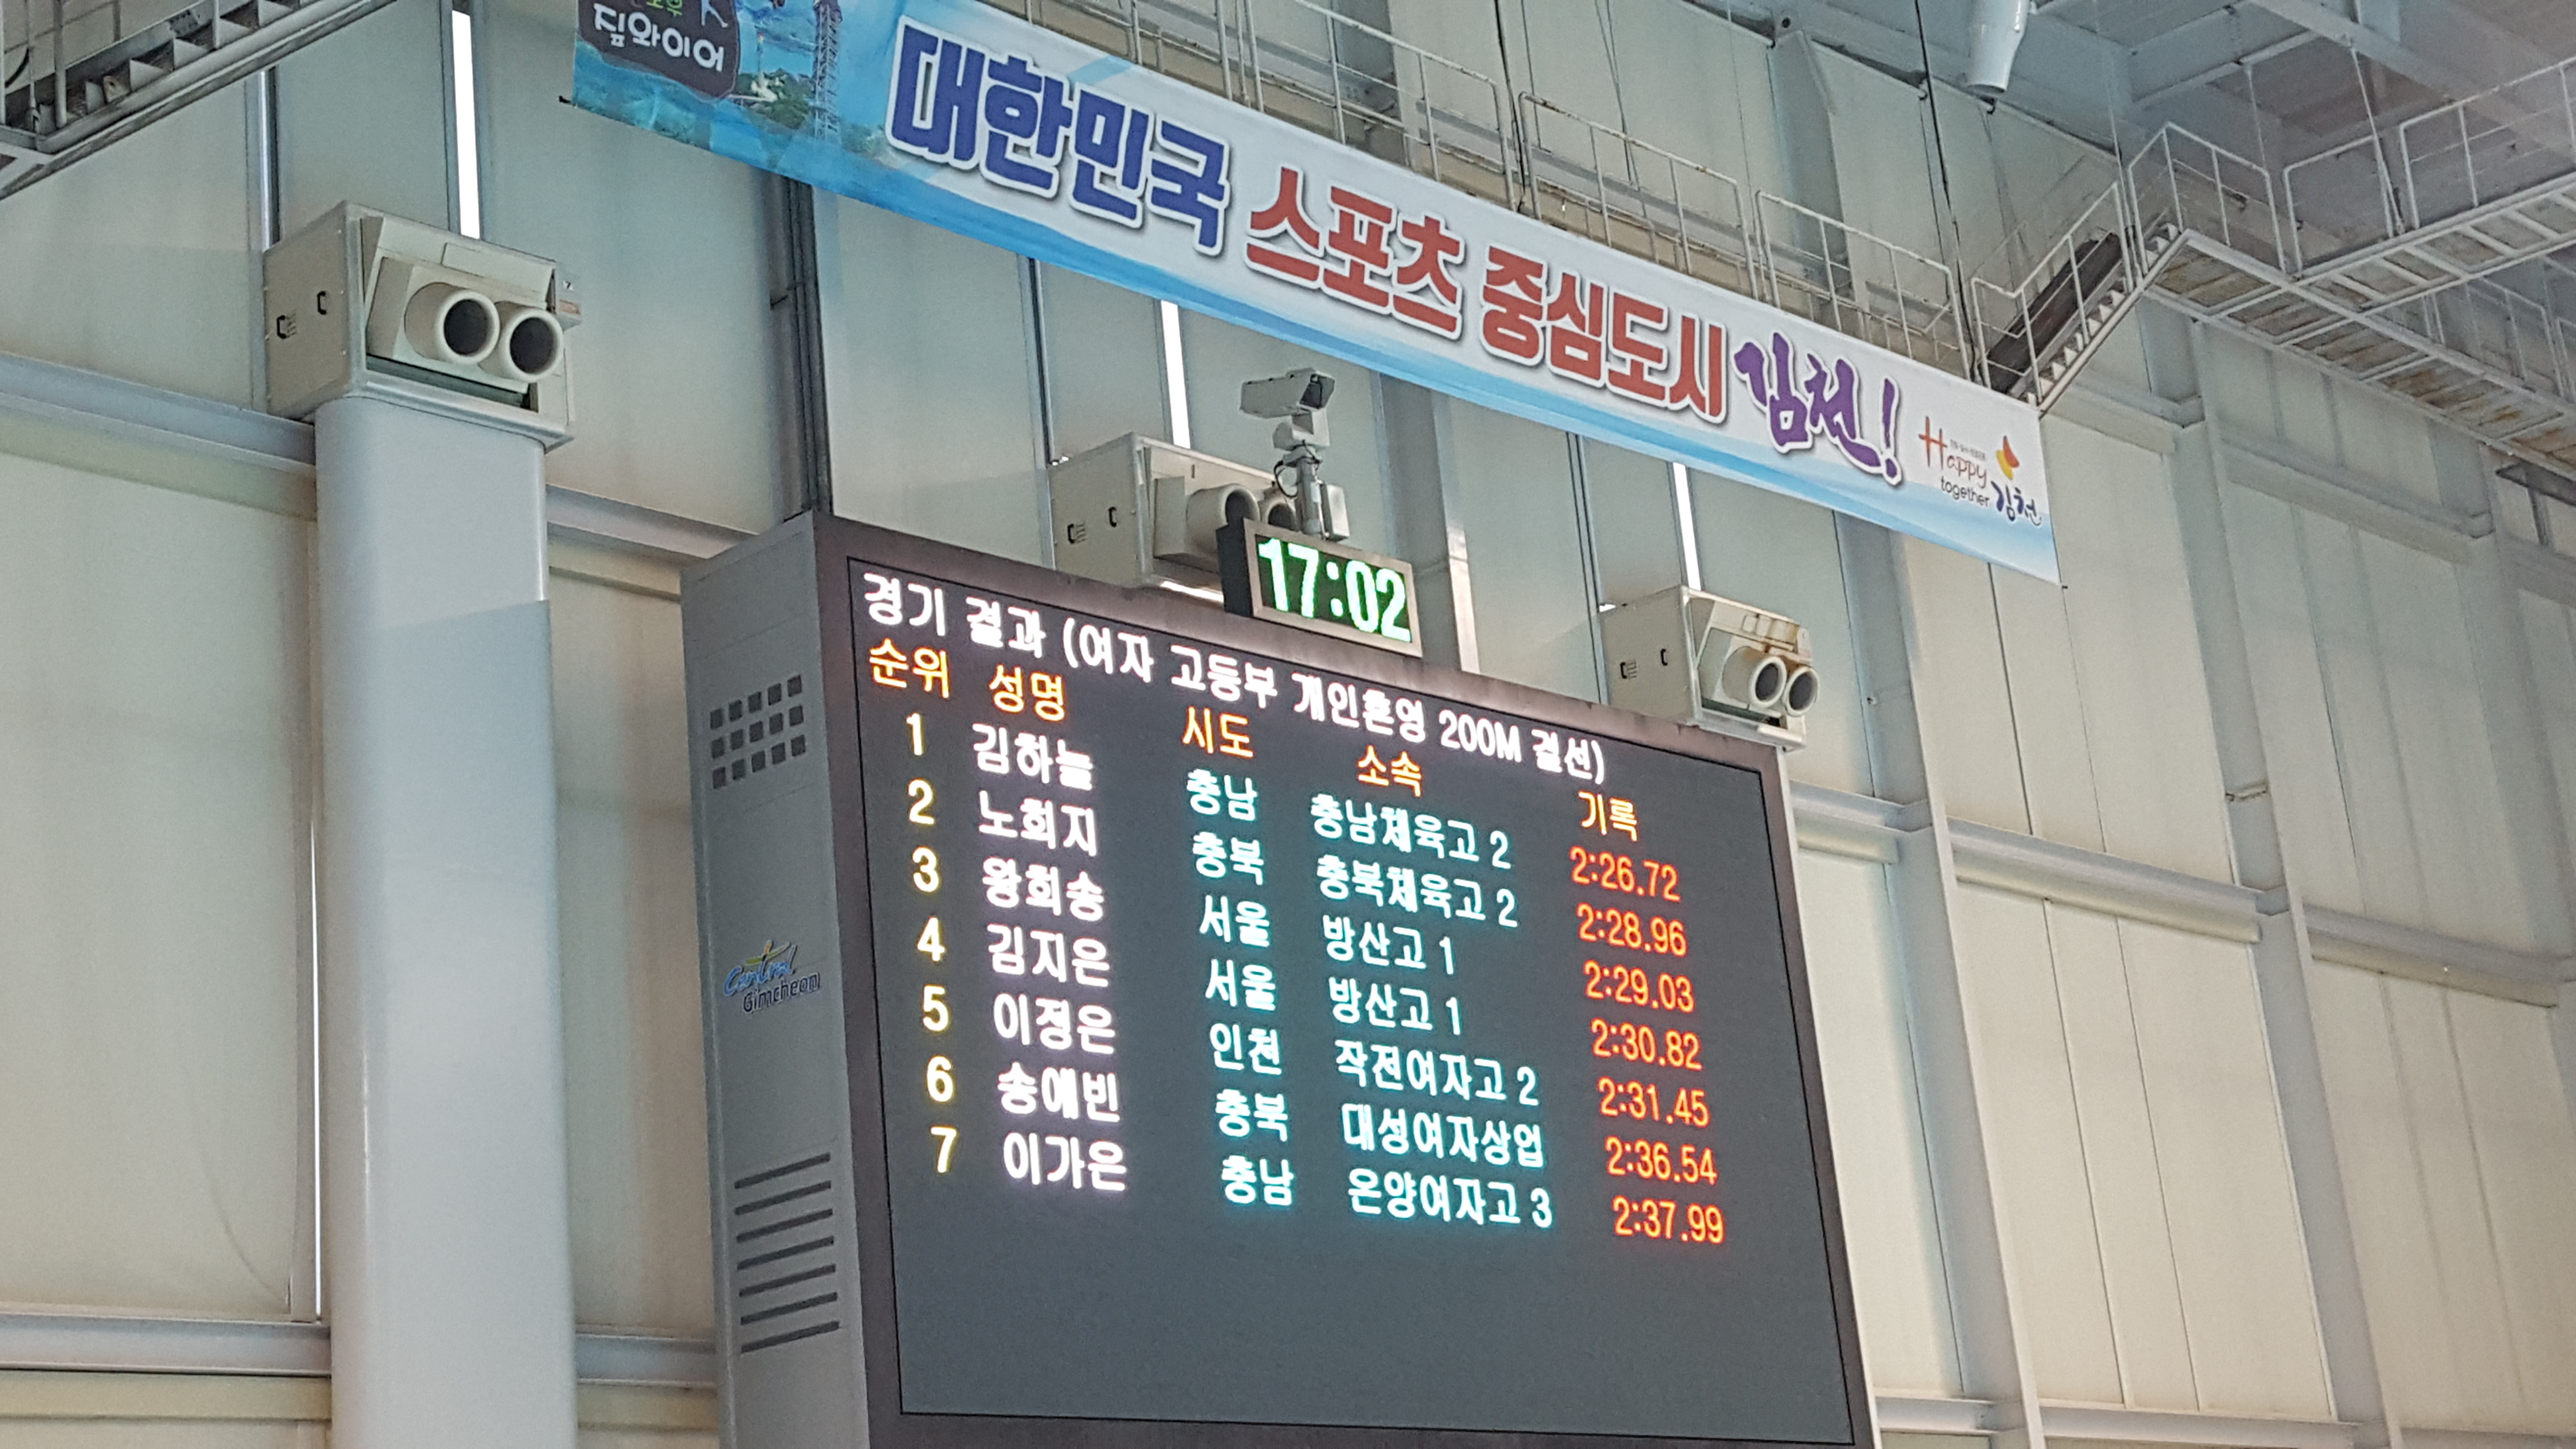 짚와이어
대한민국 스포츠 중심도시 김천!
Happy
together 김천
17:02
경기 결과 (여자 고등부 개인혼영 200M 결선)
순위 성명 시도 소속 기록
1 김하늘 충남 충남체육고 2 2:26.72
2 노희지 충북 충북체육고 2 2:28.96
3 왕희송 서울 방산고 1 2:29.03
4 김지은 서울 방산고 1 2:30.82
5 이정은 인천 작전여자고 2 2:31.45
6 송예빈 충북 대성여자상업 2:36.54
7 이가은 충남 온양여자고 3 2:37.99
Central
Gimcheon